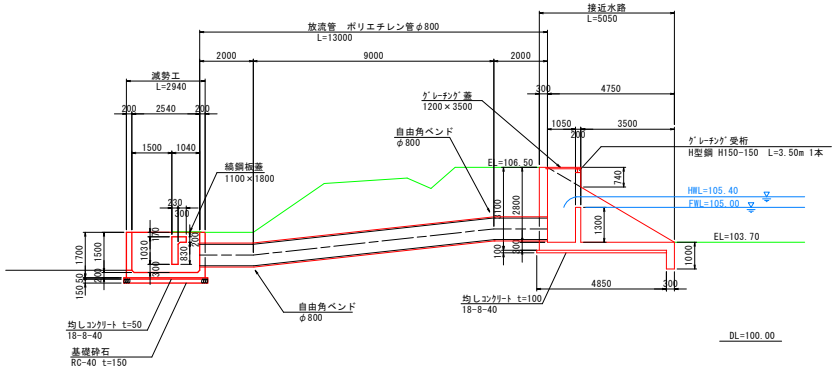 接近水路
L=5050
放流管 ポリエチレン管φ800
L=13000
2000
9000
2000
減勢工
L=2940
200
2540
200
300
4750
グレーチング蓋
1200×3500
1050
200
3500
1500
1040
自由角ベンド
φ800
グレーチング受桁
H型鋼 H150-150 L=3.50m 1本
縞鋼板蓋
1100×1800
EL=106.50
740
HWL=105.40
FWL=105.00
230
300
3100
2800
1300
170
200
1700
1500
1030
830
EL=103.70
300
100
300
200
1000
50
150
自由角ベンド
φ800
4850
300
均しコンクリート t=50
18-8-40
均しコンクリート t=100
18-8-40
基礎砕石
RC-40 t=150
DL=100.00